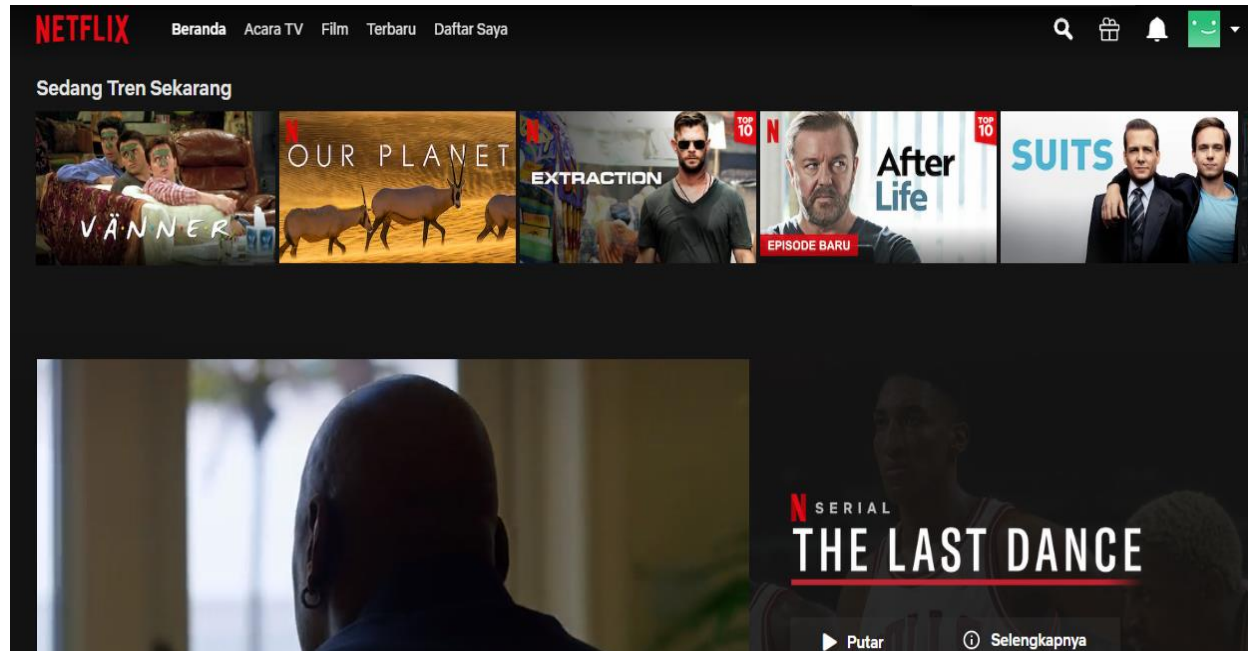 NETFLIX Beranda Acara TV Film Terbaru Daftar Saya
Sedang Tren Sekarang
VÄNNER
N
OUR PLANET
N
EXTRACTION
TOP
10
N
After
Life
EPISODE BARU
TOP
10
SUITS
N SERIAL
THE LAST DANCE
Putar
Selengkapnya